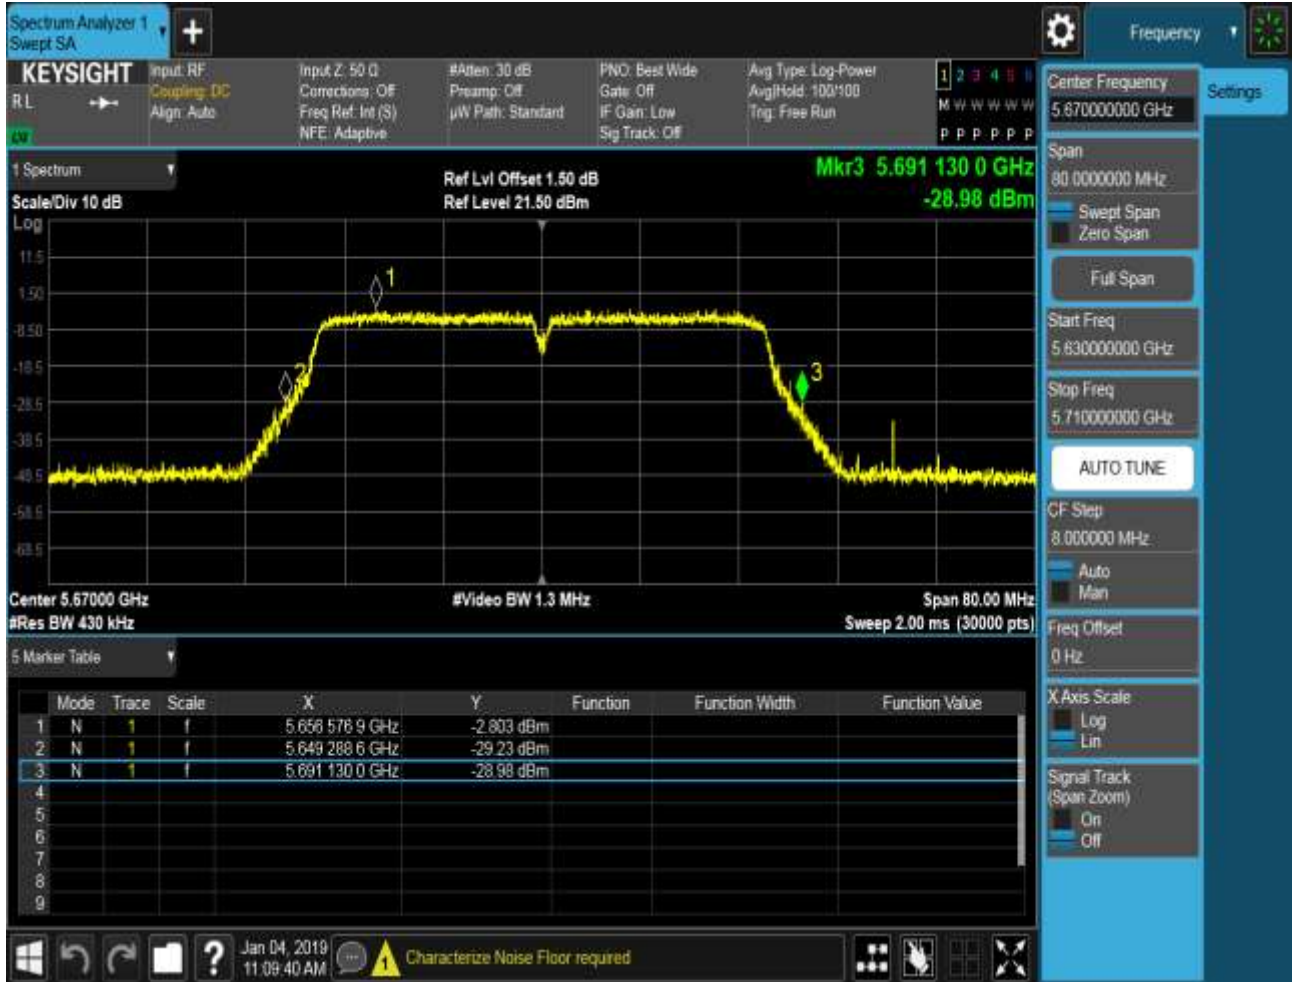 Spectrum Analyzer 1
Swept SA
+
Frequency
KEYSIGHT
RL
Input: RF
Coupling: DC
Align: Auto
Input Z: 50 Ω
Corrections: Off
Freq Ref: Int (S)
NFE: Adaptive
#Atten: 30 dB
Preamp: Off
µW Path: Standard
PNO: Best Wide
Gate: Off
IF Gain: Low
Sig Track: Off
Avg Type: Log-Power
Avg|Hold: 100/100
Trig: Free Run
1 2 3 4 5 6
M W W W W W
P P P P P P
1 Spectrum
Scale/Div 10 dB
Ref Lvl Offset 1.50 dB
Ref Level 21.50 dBm
Mkr3 5.691 130 0 GHz
-28.98 dBm
Log
11.5
1.50
-8.50
-18.5
-28.5
-38.5
-48.5
-58.5
-68.5
1
2
3
Center 5.67000 GHz
#Res BW 430 kHz
#Video BW 1.3 MHz
Span 80.00 MHz
Sweep 2.00 ms (30000 pts)
5 Marker Table
Mode Trace Scale X Y Function Function Width Function Value
1 N 1 f 5.656 576 9 GHz -2.803 dBm
2 N 1 f 5.649 288 6 GHz -29.23 dBm
3 N 1 f 5.691 130 0 GHz -28.98 dBm
4
5
6
7
8
9
Center Frequency
5.670000000 GHz
Settings
Span
80.0000000 MHz
Swept Span
Zero Span
Full Span
Start Freq
5.630000000 GHz
Stop Freq
5.710000000 GHz
AUTO TUNE
CF Step
8.000000 MHz
Auto
Man
Freq Offset
0 Hz
X Axis Scale
Log
Lin
Signal Track
(Span Zoom)
On
Off
?
Jan 04, 2019
11:09:40 AM
1
Characterize Noise Floor required